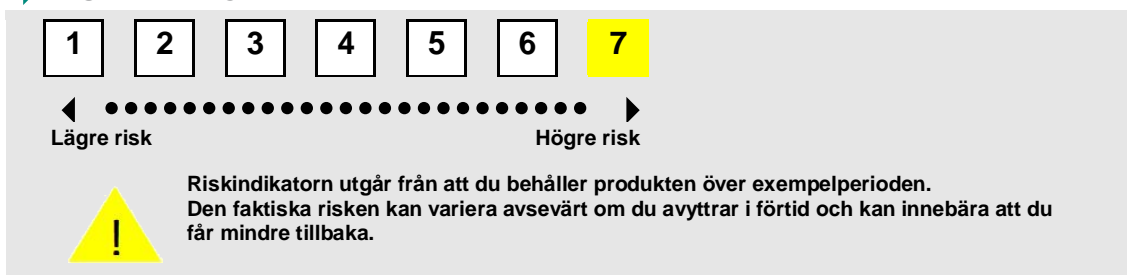 1 2 3 4 5 6 7
Lägre risk Högre risk
Riskindikatorn utgår från att du behåller produkten över exempelperioden.
Den faktiska risken kan variera avsevärt om du avyttrar i förtid och kan innebära att du
får mindre tillbaka.
!